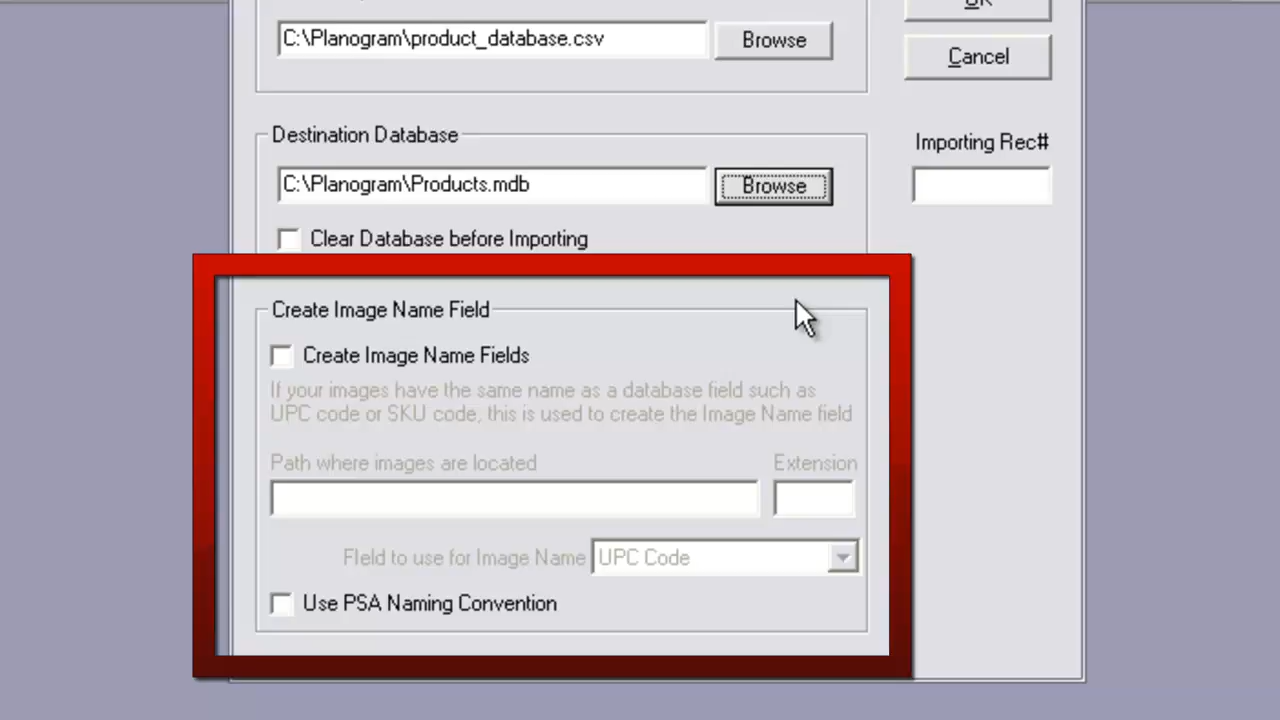 C:\Planogram\product_database.csv
Browse
Cancel
Destination Database
Importing Rec#
C:\Planogram\Products.mdb
Browse
Clear Database before Importing
Create Image Name Field
Create Image Name Fields
If your images have the same name as a database field such as
UPC code or SKU code, this is used to create the Image Name field
Path where images are located
Extension
FIeld to use for Image Name
UPC Code
Use PSA Naming Convention